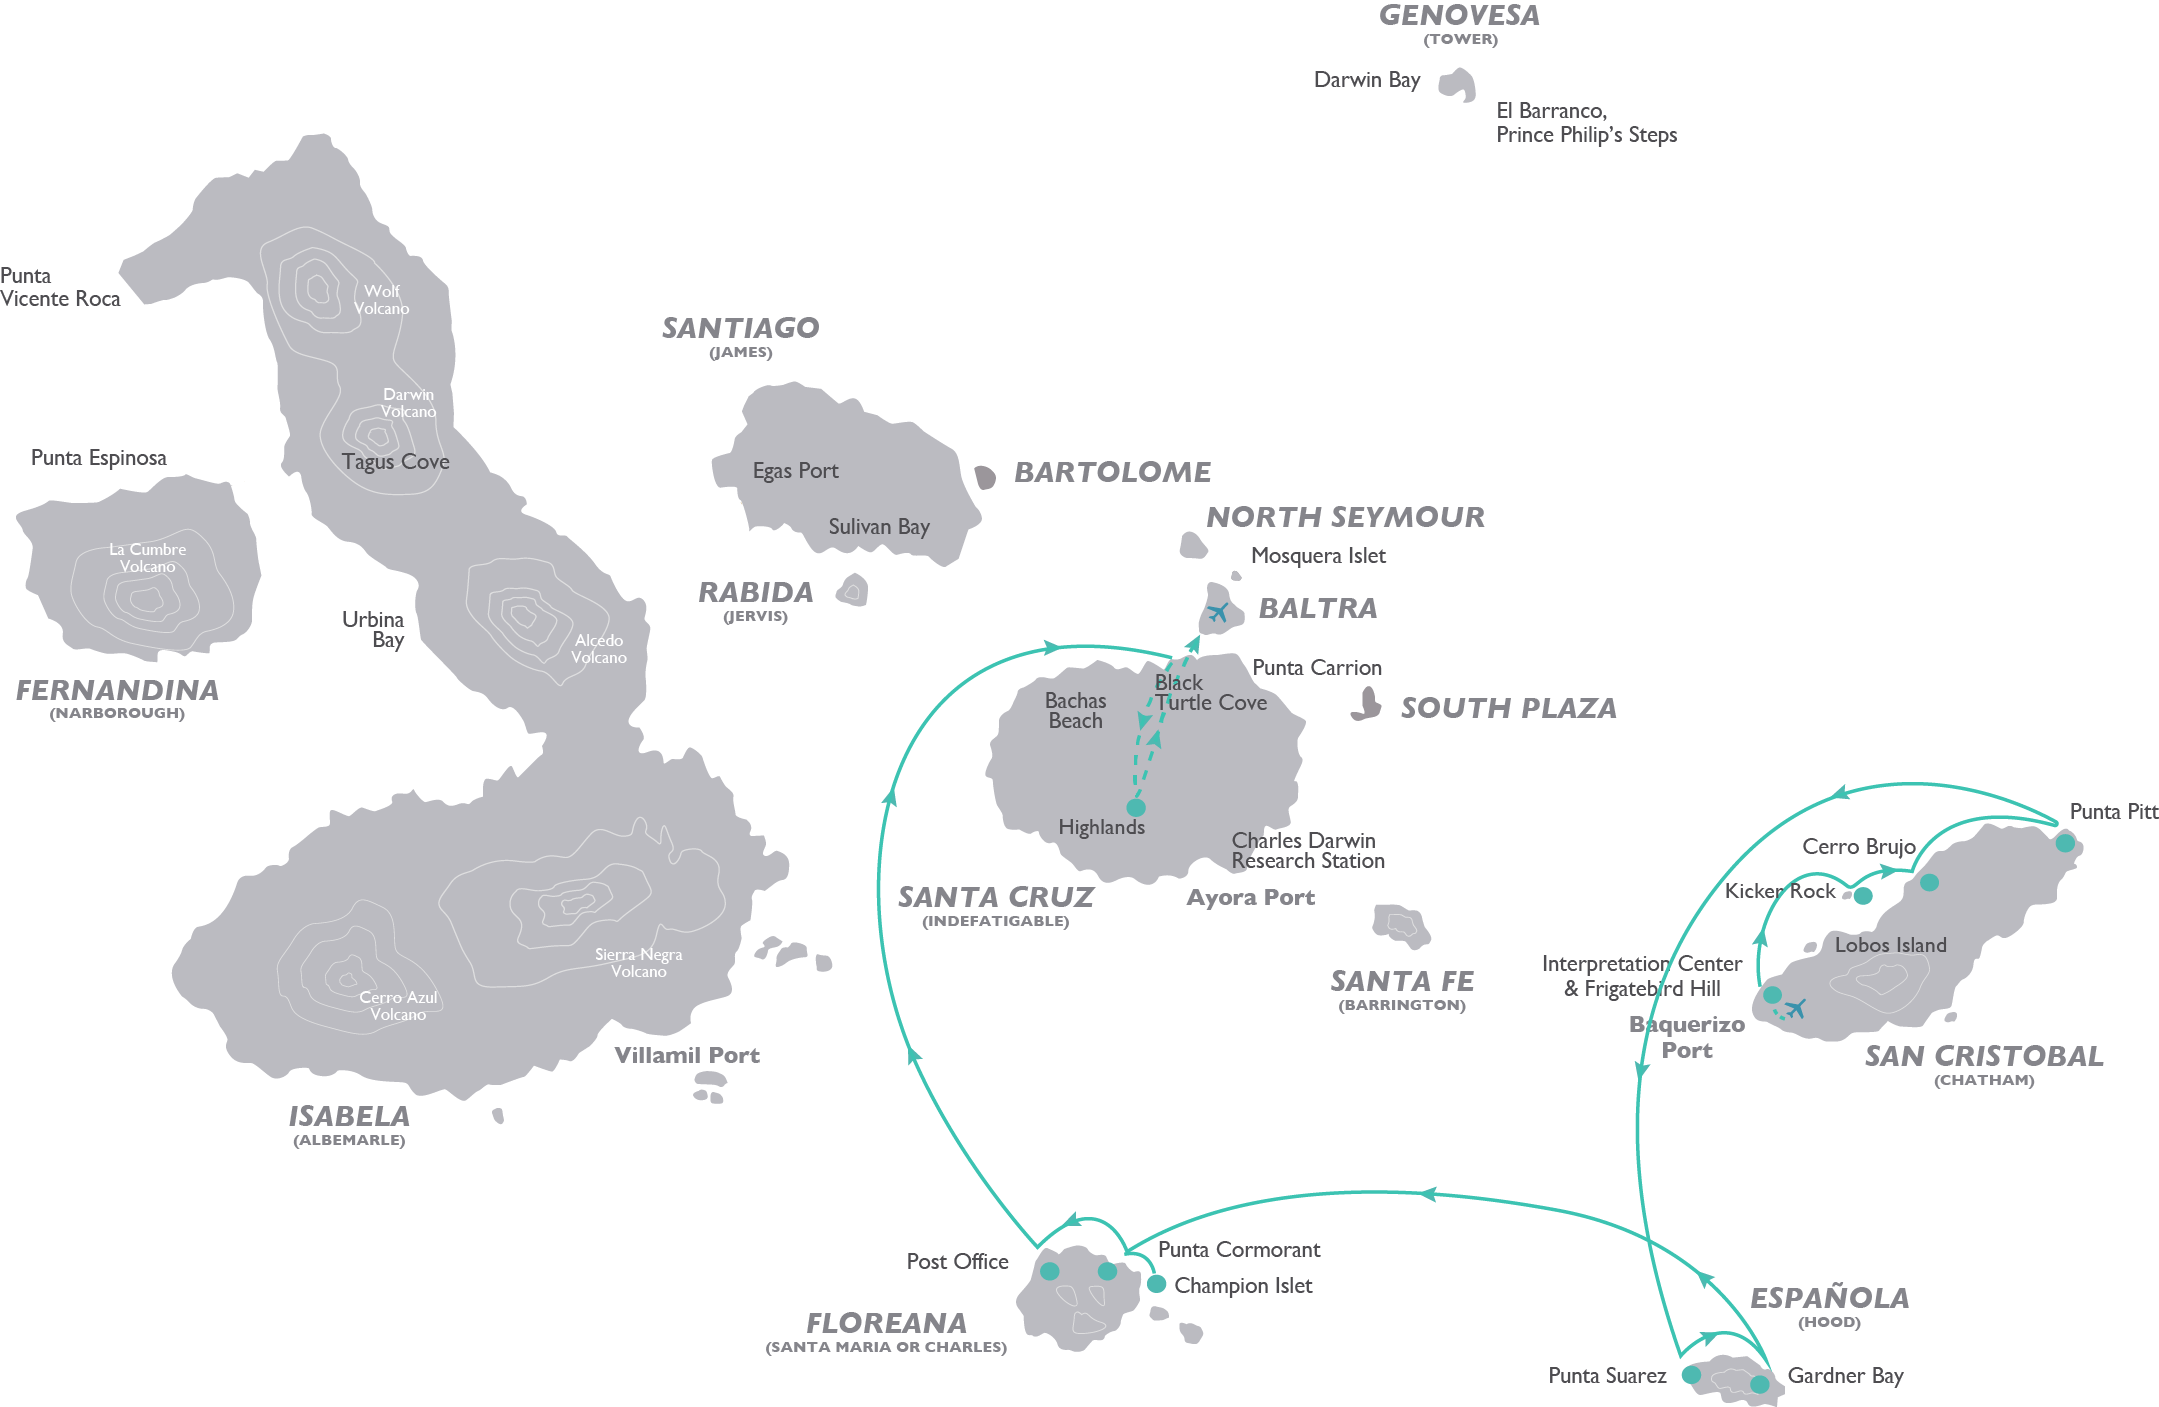 GENOVESA
(TOWER)
Darwin Bay
El Barranco,
Prince Philip's Steps
Punta
Vicente Roca
Wolf
Volcano
SANTIAGO
(JAMES)
Darwin
Volcano
Tagus Cove
Punta Espinosa
Egas Port
BARTOLOME
Sulivan Bay
NORTH SEYMOUR
Mosquera Islet
La Cumbre
Volcano
RABIDA
(JERVIS)
BALTRA
Urbina
Bay
Alcedo
Volcano
FERNANDINA
(NARBOROUGH)
Punta Carrion
Black
Turtle Cove
Bachas
Beach
SOUTH PLAZA
Highlands
Charles Darwin
Research Station
Punta Pitt
Cerro Brujo
Kicker Rock
SANTA CRUZ
(INDEFATIGABLE)
Ayora Port
Lobos Island
Sierra Negra
Volcano
Interpretation Center
& Frigatebird Hill
SANTA FE
(BARRINGTON)
Cerro Azul
Volcano
Baquerizo
Port
Villamil Port
SAN CRISTOBAL
(CHATHAM)
ISABELA
(ALBEMARLE)
Post Office
Punta Cormorant
Champion Islet
FLOREANA
(SANTA MARIA OR CHARLES)
ESPAÑOLA
(HOOD)
Punta Suarez
Gardner Bay